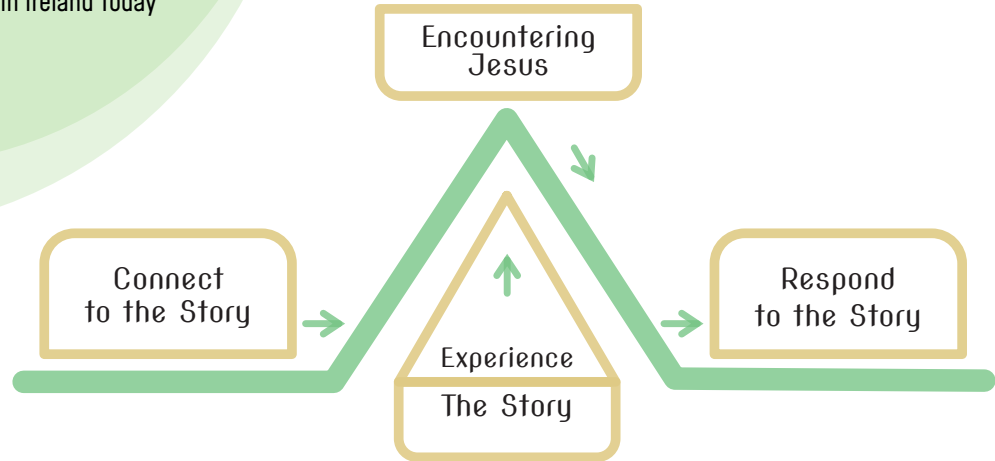 in Ireland Today
Encountering
Jesus
Connect
to the Story
Experience
The Story
Respond
to the Story